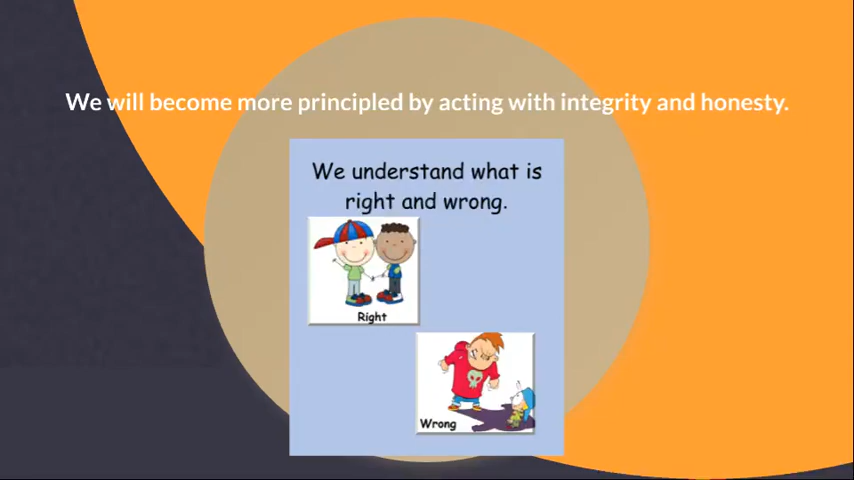 We will become more principled by acting with integrity and honesty.
We understand what is
right and wrong.
Right
Wrong